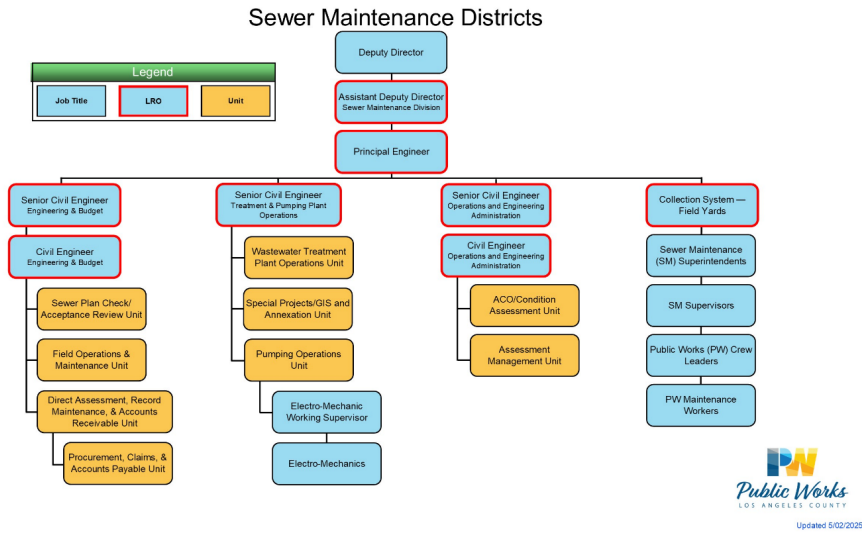 Sewer Maintenance Districts
Legend
Job Title
LRO
Unit
Deputy Director
Assistant Deputy Director
Sewer Maintenance Division
Principal Engineer
Senior Civil Engineer
Engineering & Budget
Civil Engineer
Engineering & Budget
Sewer Plan Check/
Acceptance Review Unit
Field Operations &
Maintenance Unit
Direct Assessment, Record
Maintenance, & Accounts
Receivable Unit
Procurement, Claims, &
Accounts Payable Unit
Senior Civil Engineer
Treatment & Pumping Plant
Operations
Wastewater Treatment
Plant Operations Unit
Special Projects/GIS and
Annexation Unit
Pumping Operations
Unit
Electro-Mechanic
Working Supervisor
Electro-Mechanics
Senior Civil Engineer
Operations and Engineering
Administration
Civil Engineer
Operations and Engineering
Administration
ACO/Condition
Assessment Unit
Assessment
Management Unit
Collection System —
Field Yards
Sewer Maintenance
(SM) Superintendents
SM Supervisors
Public Works (PW) Crew
Leaders
PW Maintenance
Workers
PW
Public Works
LOS ANGELES COUNTY
Updated 5/02/2025